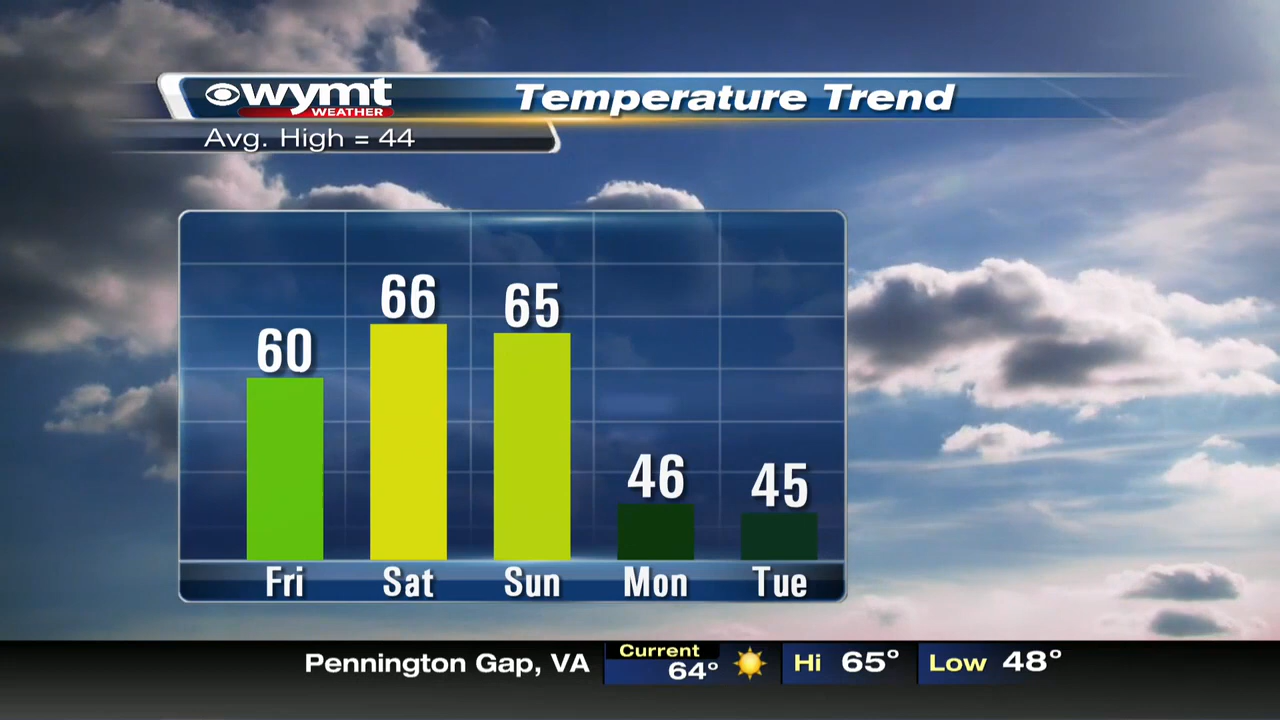 wymt
WEATHER
Temperature Trend
Avg. High = 44
60
66
65
46
45
Fri
Sat
Sun
Mon
Tue
Pennington Gap, VA
Current
64°
Hi 65°
Low 48°